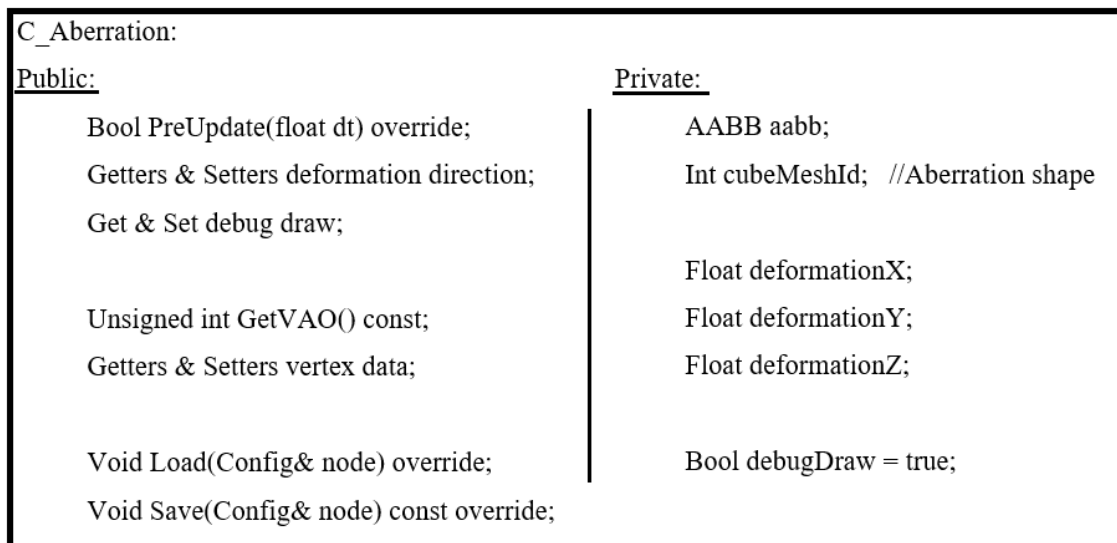 C_Aberration:
Public:
Bool PreUpdate(float dt) override;
Getters & Setters deformation direction;
Get & Set debug draw;
Unsigned int GetVAO() const;
Getters & Setters vertex data;
Void Load(Config& node) override;
Void Save(Config& node) const override;
Private:
AABB aabb;
Int cubeMeshId; //Aberration shape
Float deformationX;
Float deformationY;
Float deformationZ;
Bool debugDraw = true;